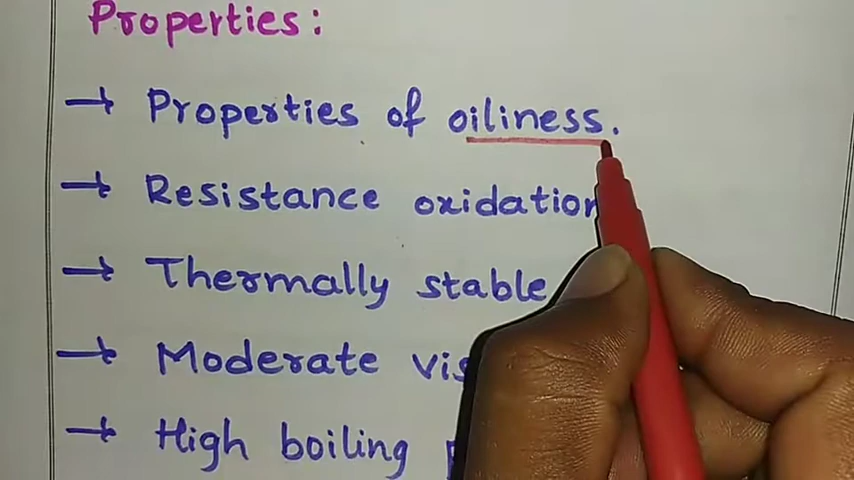 Properties:
→ Properties of oiliness.
→ Resistance oxidation
→ Thermally stable
→ Moderate
→ High boiling